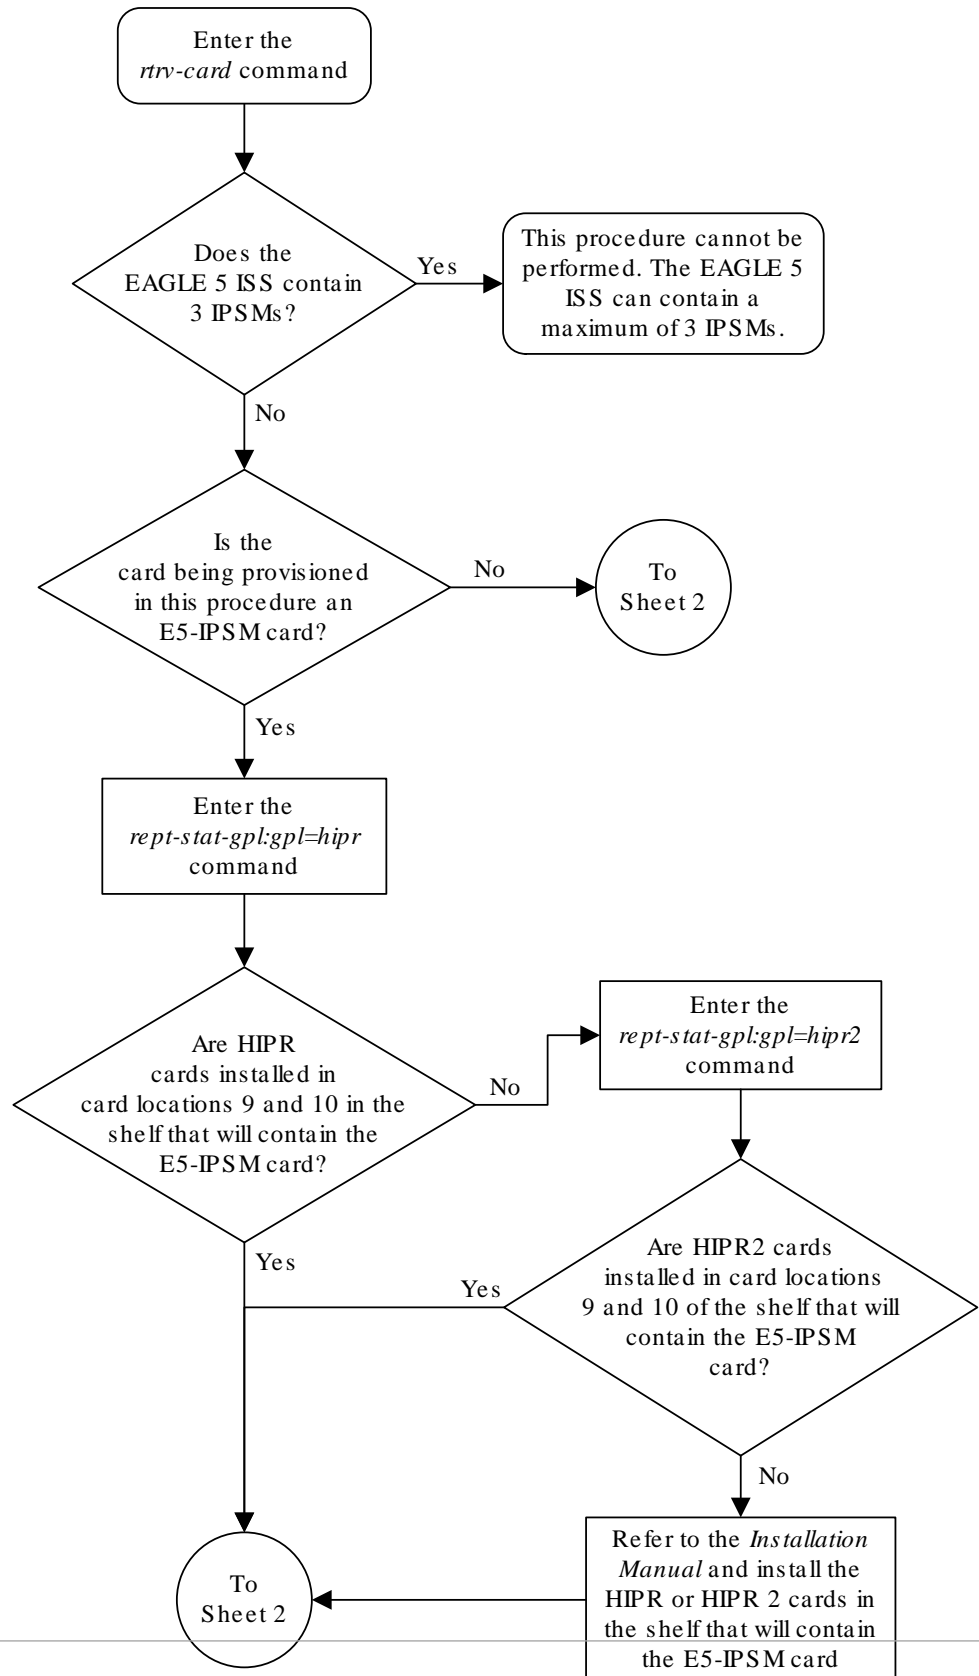 Enter the
rtrv-card command
Does the
EAGLE 5 ISS contain
3 IPSMs?
Yes
This procedure cannot be
performed. The EAGLE 5
ISS can contain a
maximum of 3 IPSMs.
No
Is the
card being provisioned
in this procedure an
E5-IPSM card?
No
To
Sheet 2
Yes
Enter the
rept-stat-gpl:gpl=hipr
command
Are HIPR
cards installed in
card locations 9 and 10 in the
shelf that will contain the
E5-IPSM card?
No
Enter the
rept-stat-gpl:gpl=hipr2
command
Yes
Are HIPR2 cards
installed in card locations
9 and 10 of the shelf that will
contain the E5-IPSM
card?
Yes
No
Refer to the Installation
Manual and install the
HIPR or HIPR 2 cards in
the shelf that will contain
the E5-IPSM card
To
Sheet 2